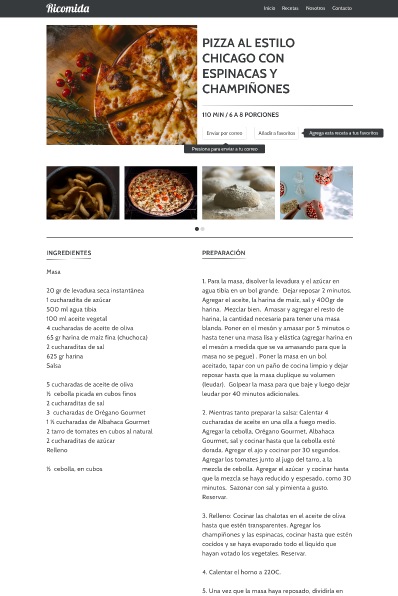 Ricomida
Inicio Recetas Nosotros Contacto
PIZZA AL ESTILO
CHICAGO CON
ESPINACAS Y
CHAMPIÑONES
110 MIN / 6 A 8 PORCIONES
Enviar por correo Añadir a favoritos Agrega esta receta a tus favoritos
Presiona para enviar a tu correo
INGREDIENTES
Masa
20 gr de levadura seca instantánea
1 cucharadita de azúcar
500 ml agua tibia
100 ml aceite vegetal
4 cucharadas de aceite de oliva
65 gr harina de maíz fina (chuchoca)
2 cucharaditas de sal
625 gr harina
Salsa
5 cucharadas de aceite de oliva
½ cebolla picada en cubos finos
2 cucharaditas de sal
3 cucharadas de Orégano Gourmet
1 ½ cucharadas de Albahaca Gourmet
2 tarro de tomates en cubos al natural
2 cucharaditas de azúcar
Relleno
½ cebolla, en cubos
PREPARACIÓN
1. Para la masa, disolver la levadura y el azúcar en
agua tibia en un bol grande. Dejar reposar 2 minutos.
Agregar el aceite, la harina de maíz, sal y 400gr de
harina. Mezclar bien. Amasar y agregar el resto de
harina, la cantidad necesaria para tener una masa
blanda. Poner en el mesón y amasar por 5 minutos o
hasta tener una masa lisa y elástica (agregar harina en
el mesón a medida que se va amasando para que la
masa no se pegue) . Poner la masa en un bol
aceitado, tapar con un paño de cocina limpio y dejar
reposar hasta que la masa duplique su volumen
(leudar). Golpear la masa para que baje y luego dejar
leudar por 40 minutos adicionales.
2. Mientras tanto preparar la salsa: Calentar 4
cucharadas de aceite en una olla a fuego medio.
Agregar la cebolla, Orégano Gourmet, Albahaca
Gourmet, sal y cocinar hasta que la cebolla esté
dorada. Agregar el ajo y cocinar por 30 segundos.
Agregar los tomates junto al jugo del tarro, a la
mezcla de cebolla. Agregar el azúcar y cocinar hasta
que la mezcla se haya reducido y espesado, como 30
minutos. Sazonar con sal y pimienta a gusto.
Reservar.
3. Relleno: Cocinar las chalotas en el aceite de oliva
hasta que estén transparentes. Agregar los
champiñones y las espinacas, cocinar hasta que estén
cocidos y se haya evaporado todo el líquido que
hayan votado los vegetales. Reservar.
4. Calentar el horno a 220C.
5. Una vez que la masa haya reposado, dividirla en